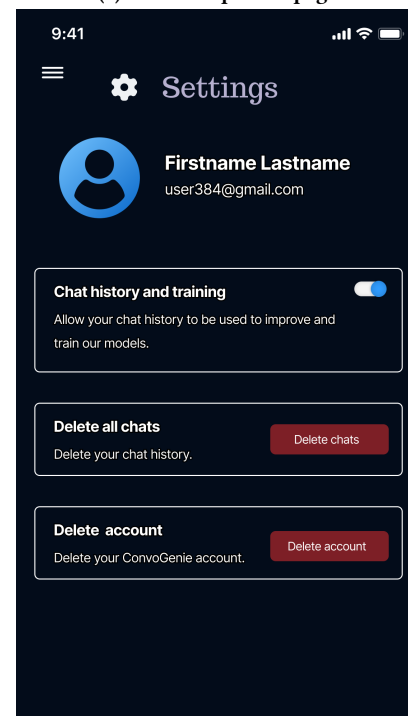 9:41
Settings
Firstname Lastname
user384@gmail.com
Chat history and training
Allow your chat history to be used to improve and
train our models.
Delete all chats
Delete your chat history.
Delete chats
Delete account
Delete your ConvoGenie account.
Delete account